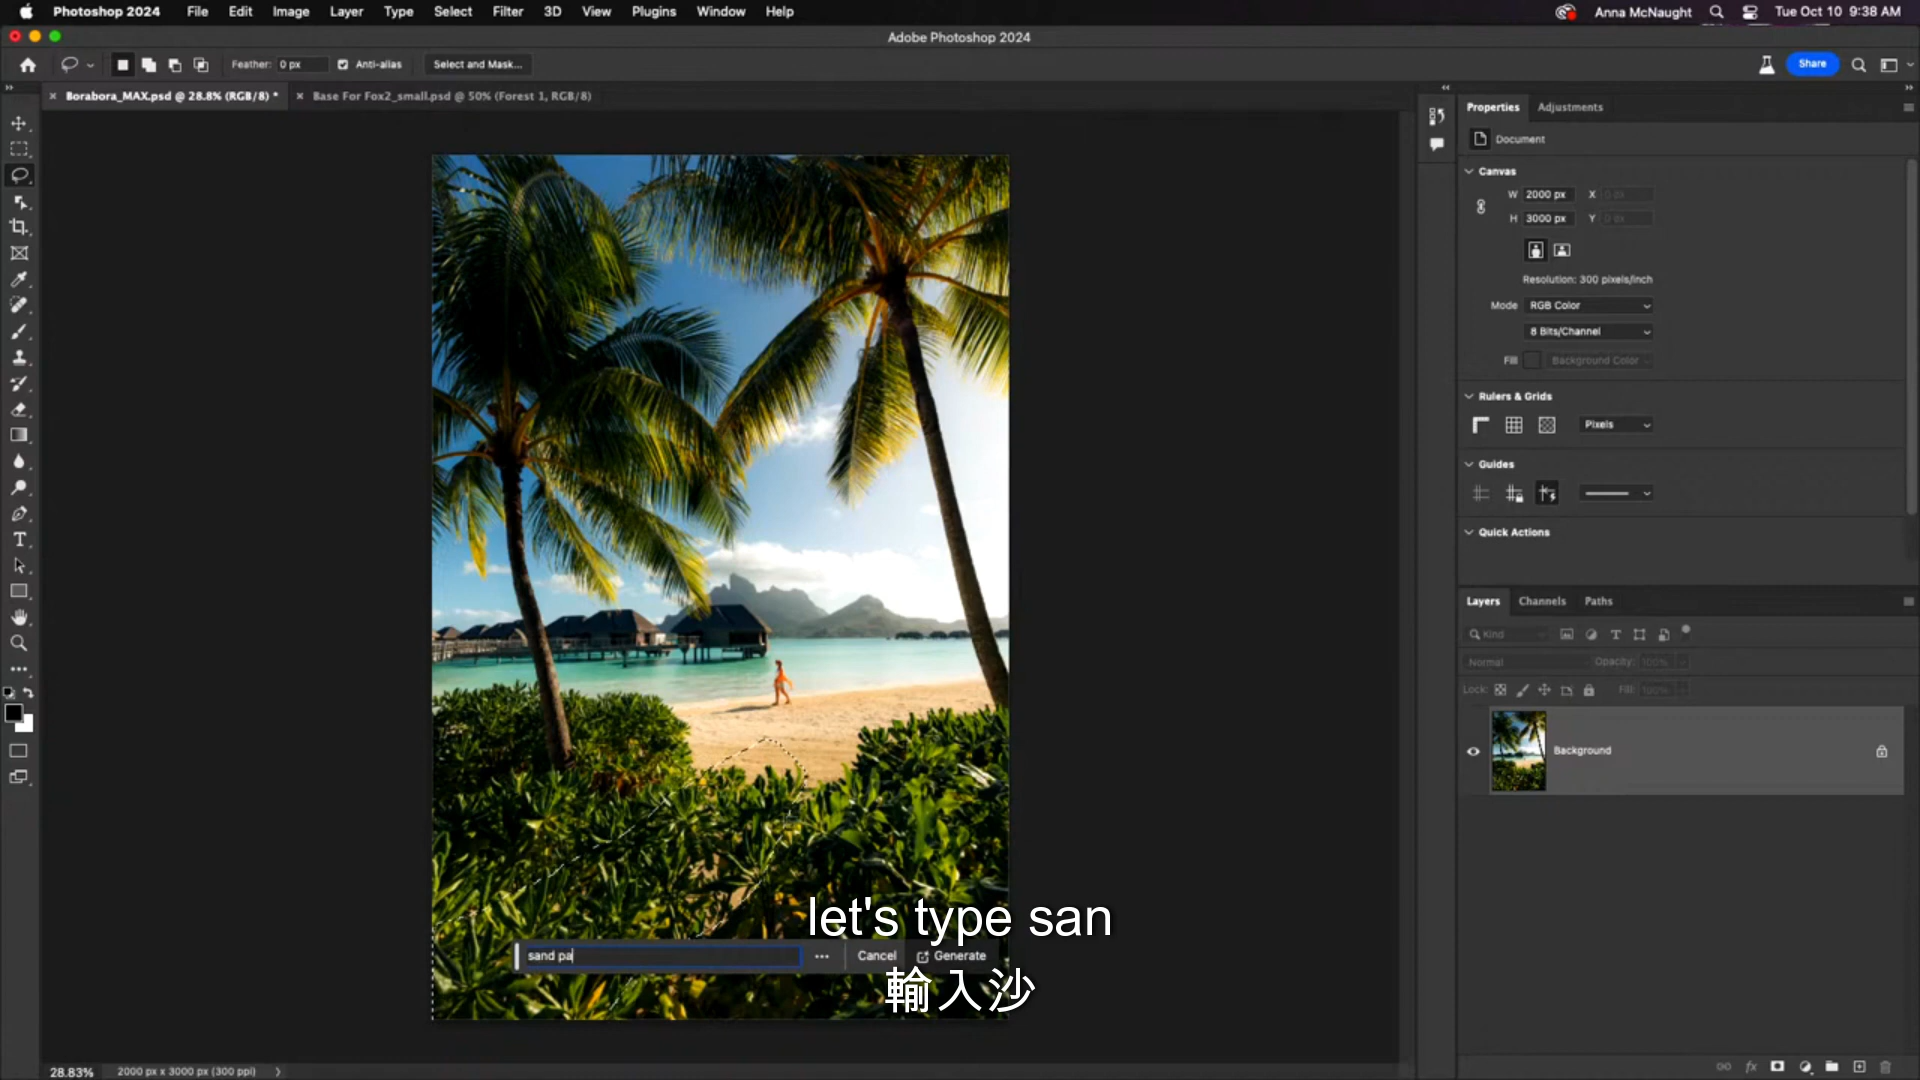 Photoshop 2024 File Edit Image Layer Type Select Filter 3D View Plugins Window Help Anna McNaught Tue Oct 10 9:38 AM
Adobe Photoshop 2024
Feather: 0 px Anti-alias Select and Mask... Share
Borabora_MAX.psd @ 28.8% (RGB/8) * Base For Fox2_small.psd @ 50% (Forest 1, RGB/8)
Properties Adjustments
Document
Canvas
W 2000 px X 0 px
H 3000 px Y 0 px
Resolution: 300 pixels/inch
Mode RGB Color
8 Bits/Channel
Fill Background Color
Rulers & Grids
Pixels
Guides
Quick Actions
Layers Channels Paths
Kind
Normal Opacity: 100%
Lock: Fill: 100%
Background
let's type san
sand pa Cancel Generate
輸入沙
28.83% 2000 px x 3000 px (300 ppi)